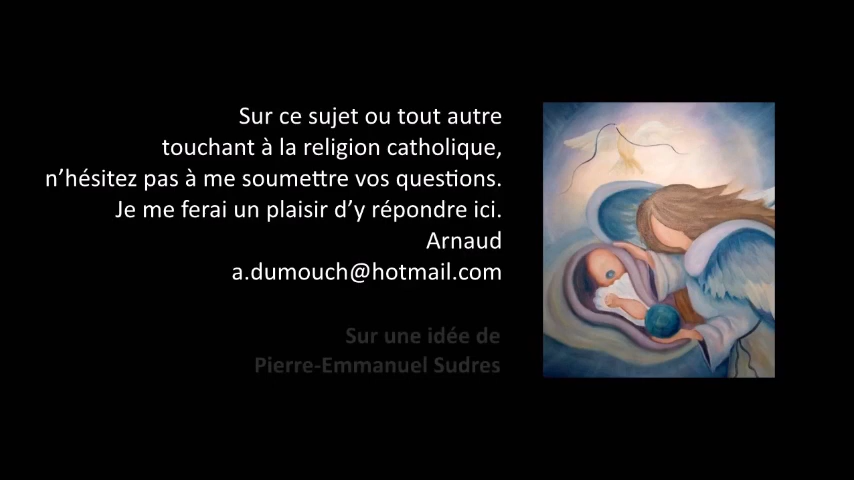 Sur ce sujet ou tout autre
touchant à la religion catholique,
n’hésitez pas à me soumettre vos questions.
Je me ferai un plaisir d’y répondre ici.
Arnaud
a.dumouch@hotmail.com
Sur une idée de
Pierre-Emmanuel Sudres